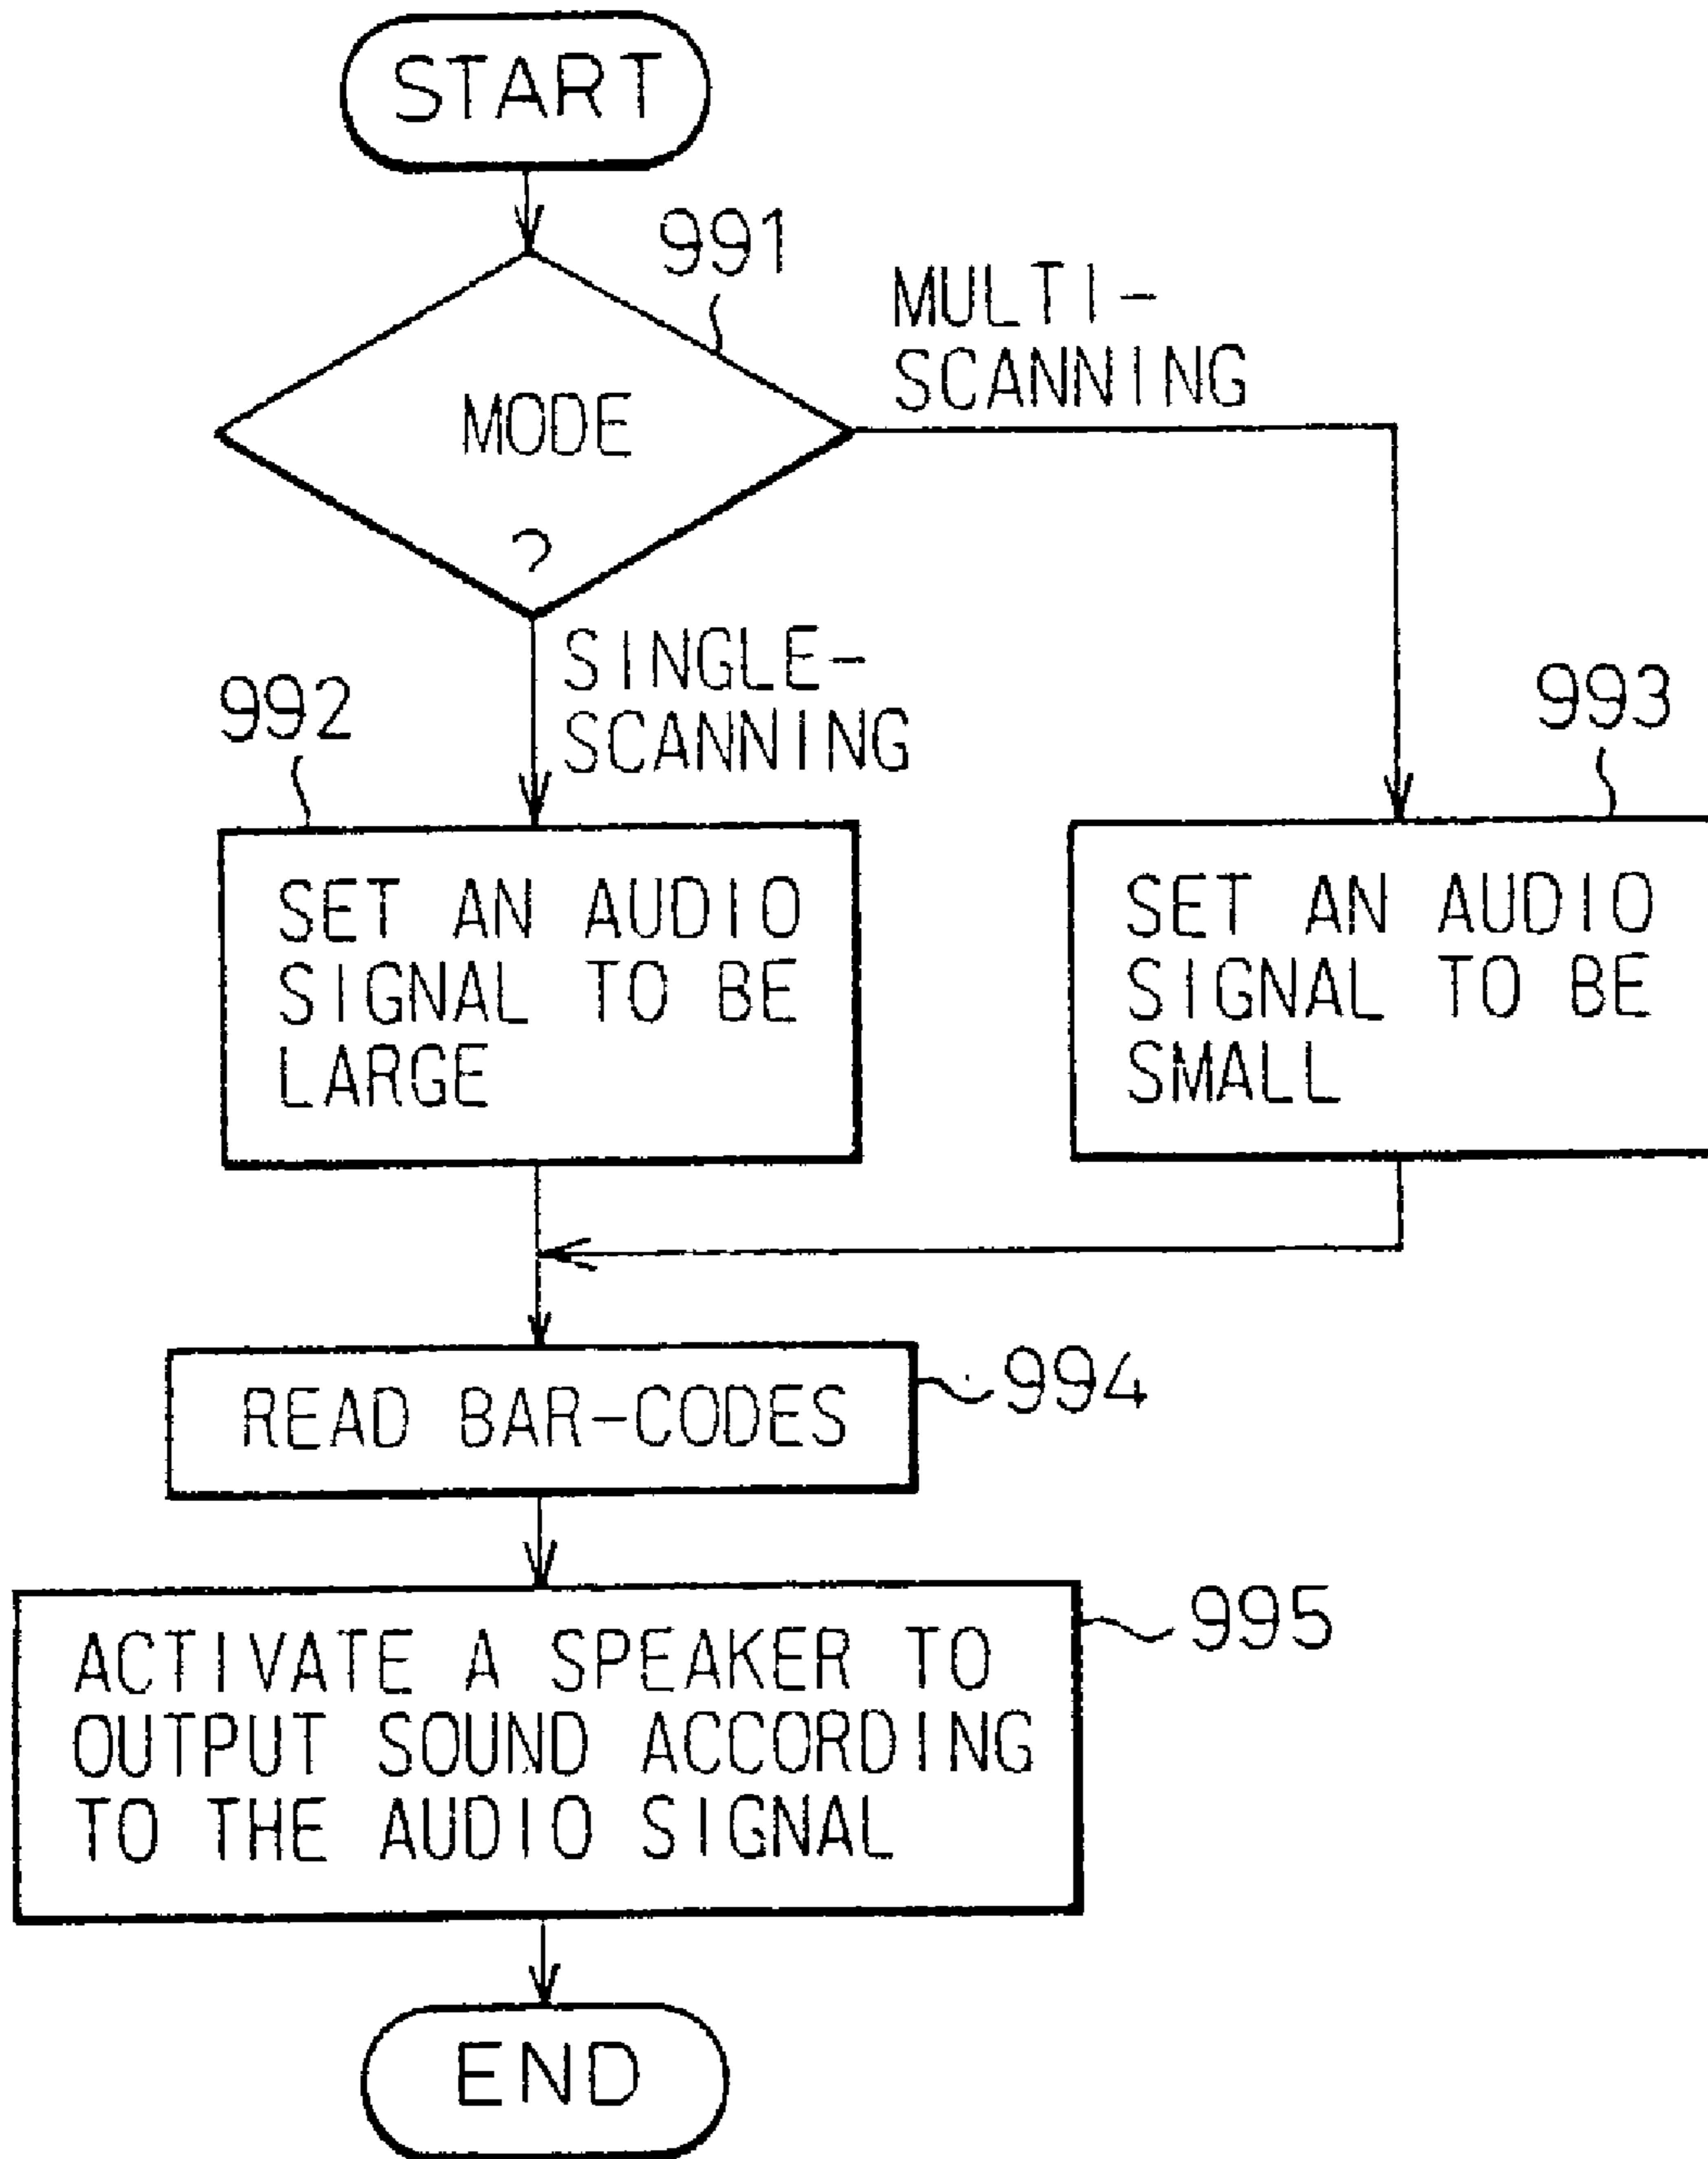 START
991
MULTI-
SCANNING
MODE
?
SINGLE-
SCANNING
992
993
SET AN AUDIO
SIGNAL TO BE
LARGE
SET AN AUDIO
SIGNAL TO BE
SMALL
READ BAR-CODES
994
995
ACTIVATE A SPEAKER TO
OUTPUT SOUND ACCORDING
TO THE AUDIO SIGNAL
END